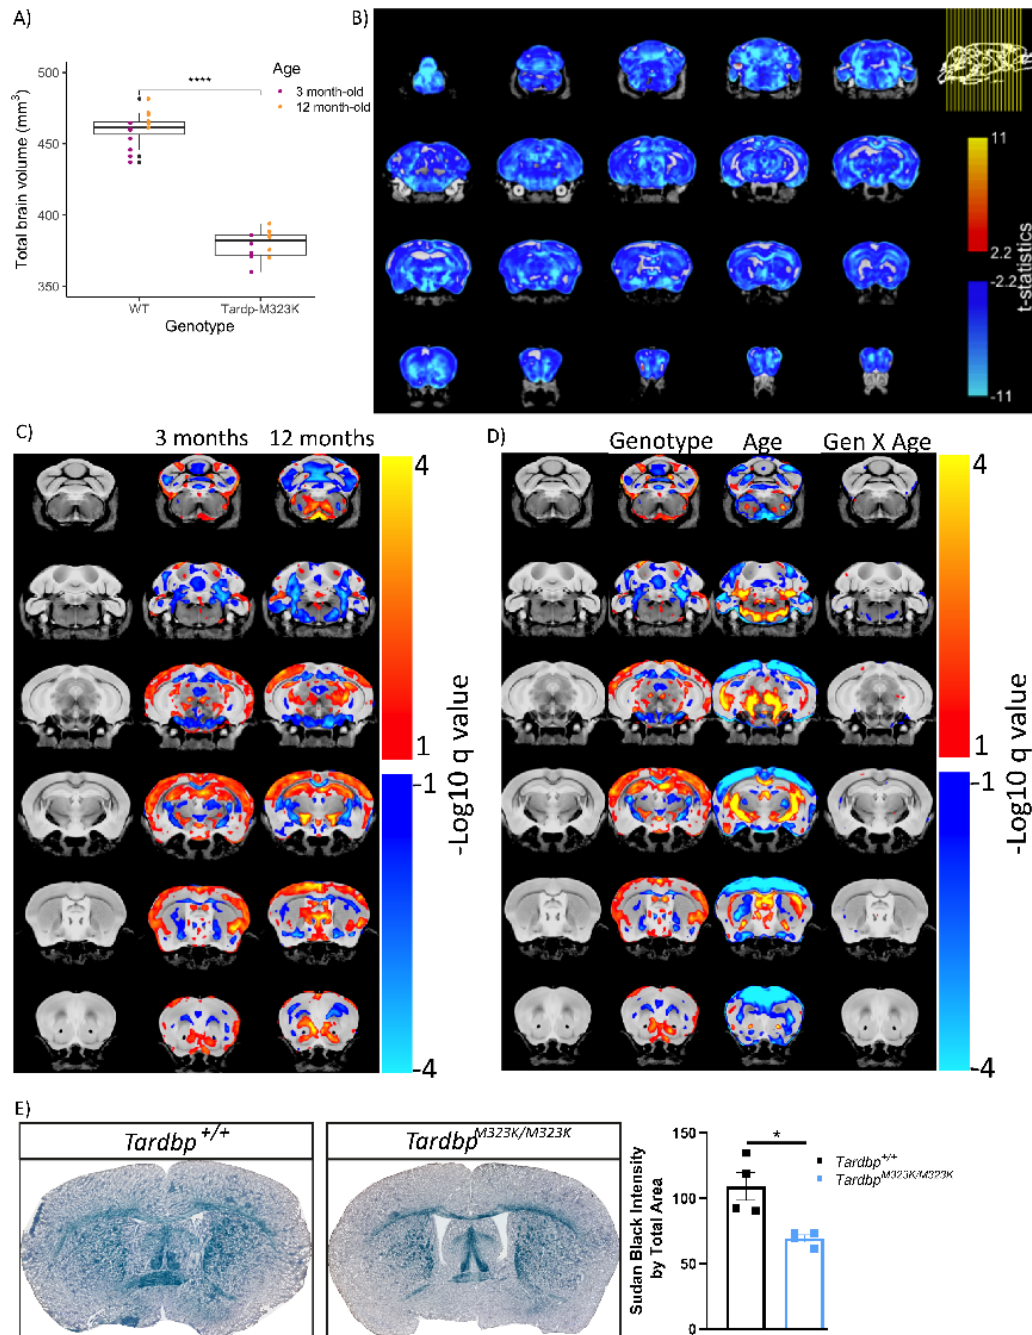 A)
500
450
400
350
Total brain volume (mm³)
****
Age
3 month-old
12 month-old
WT
Tardp-M323K
Genotype
B)
11
2.2
-2.2
-11
t-statistics
C)
3 months
12 months
4
1
-1
-4
-Log10 q value
D)
Genotype
Age
Gen X Age
4
1
-1
-4
-Log10 q value
E)
Tardbp+/+
TardbpM323K/M323K
Sudan Black Intensity
by Total Area
150
100
50
0
*
Tardbp+/+
TardbpM323K/M323K